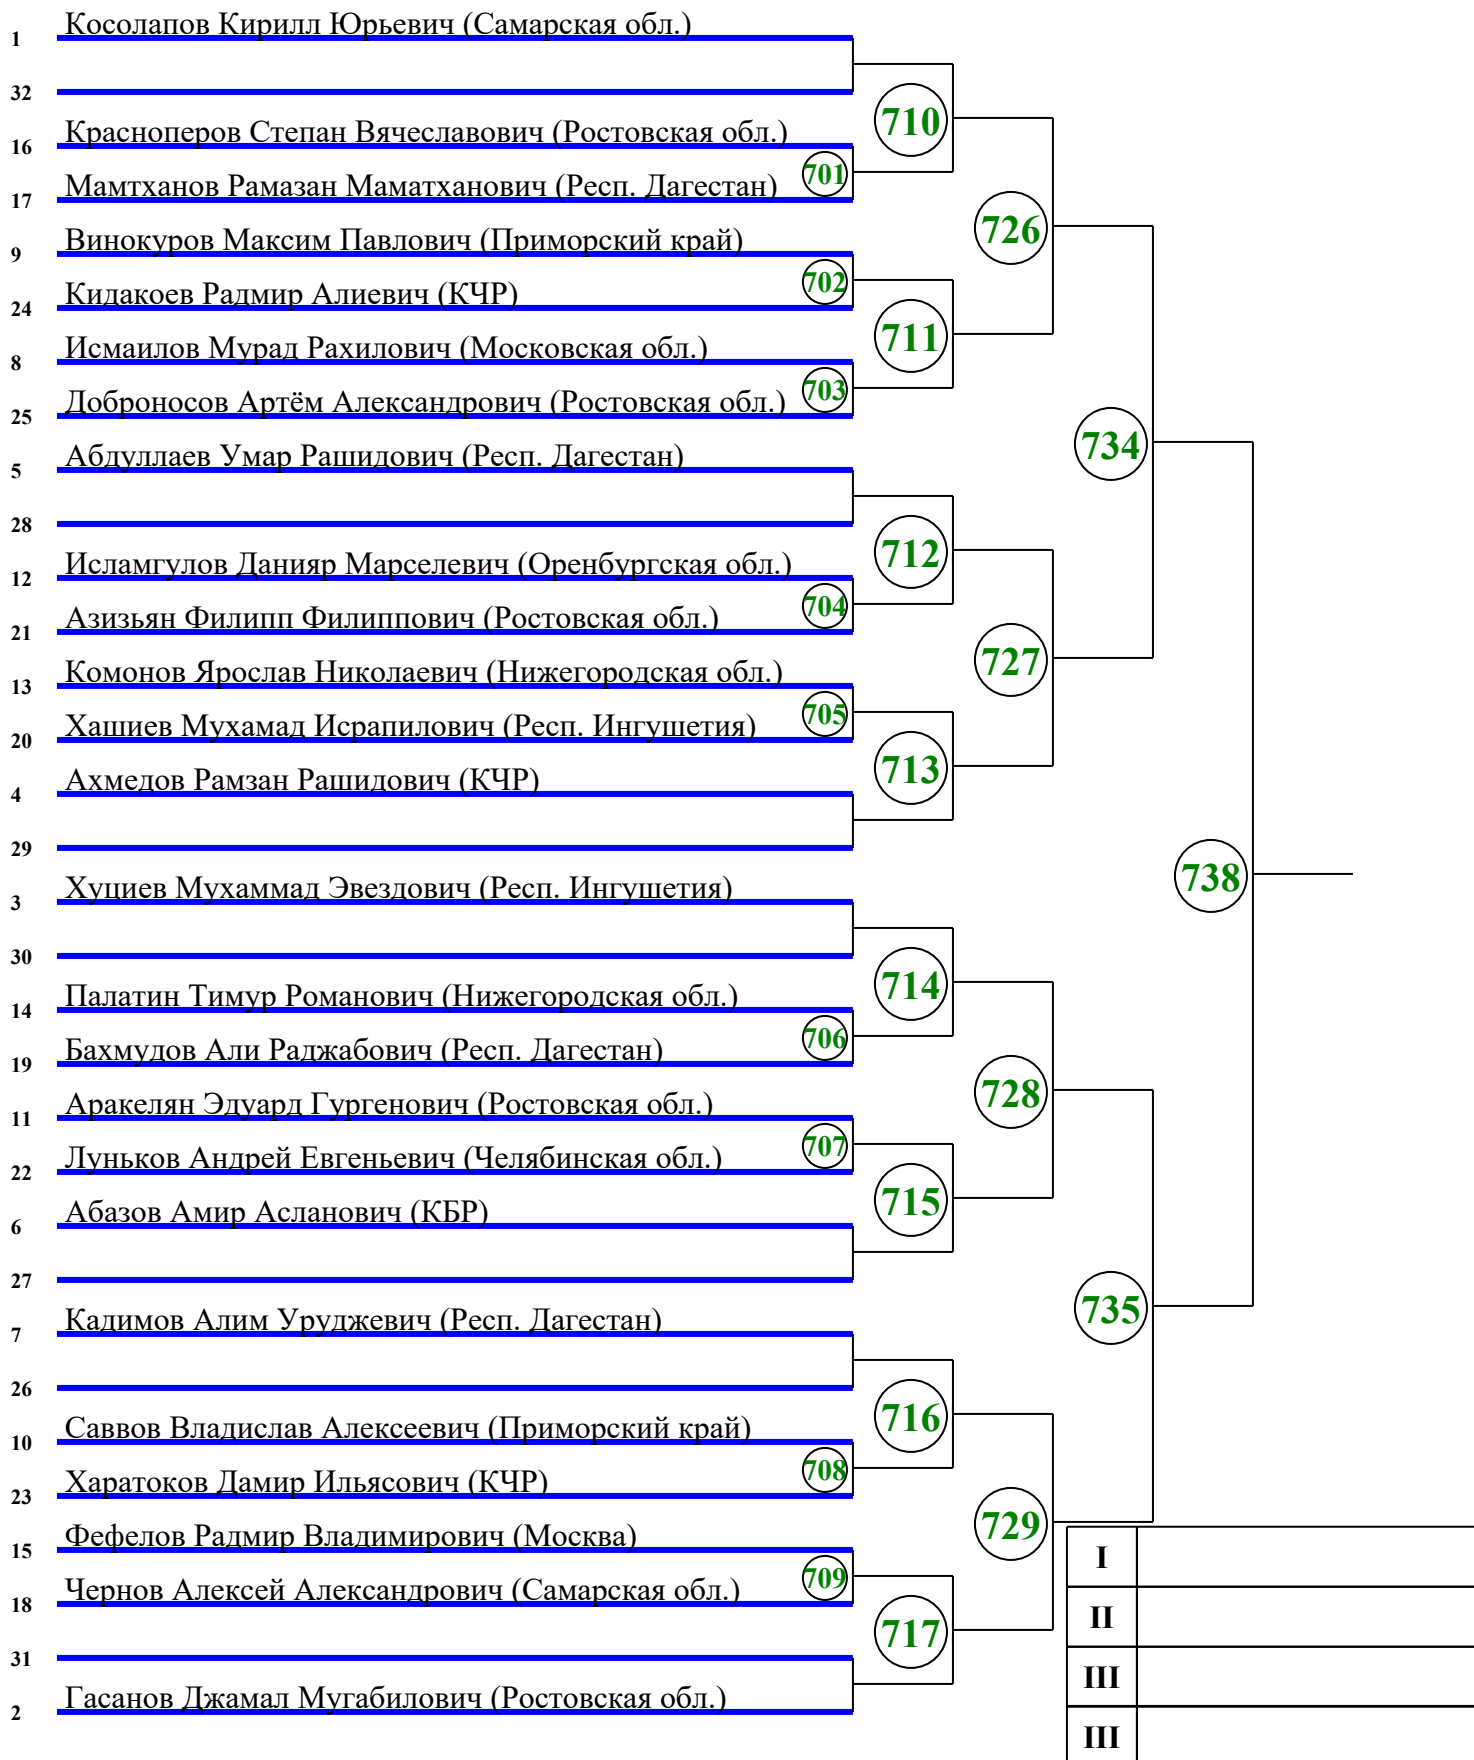 Косолапов Кирилл Юрьевич (Самарская обл.)
1
32
710
Красноперов Степан Вячеславович (Ростовская обл.)
16
701
Мамтханов Рамазан Маматханович (Респ. Дагестан)
17
726
Винокуров Максим Павлович (Приморский край)
9
702
Кидакоев Радмир Алиевич (КЧР)
24
711
Исмаилов Мурад Рахилович (Московская обл.)
8
703
Доброносов Артём Александрович (Ростовская обл.)
25
734
Абдуллаев Умар Рашидович (Респ. Дагестан)
5
28
712
Исламгулов Данияр Марселевич (Оренбургская обл.)
12
704
Азизьян Филипп Филиппович (Ростовская обл.)
21
727
Комонов Ярослав Николаевич (Нижегородская обл.)
13
705
Хашиев Мухамад Исрапилович (Респ. Ингушетия)
20
713
Ахмедов Рамзан Рашидович (КЧР)
4
29
738
Хуциев Мухаммад Эвездович (Респ. Ингушетия)
3
30
714
Палатин Тимур Романович (Нижегородская обл.)
14
706
Бахмудов Али Раджабович (Респ. Дагестан)
19
728
Аракелян Эдуард Гургенович (Ростовская обл.)
11
707
Луньков Андрей Евгеньевич (Челябинская обл.)
22
715
Абазов Амир Асланович (КБР)
6
27
735
Кадимов Алим Уруджевич (Респ. Дагестан)
7
26
716
Саввов Владислав Алексеевич (Приморский край)
10
708
Харатоков Дамир Ильясович (КЧР)
23
729
Фефелов Радмир Владимирович (Москва)
15
709
Чернов Алексей Александрович (Самарская обл.)
18
717
31
Гасанов Джамал Мугабилович (Ростовская обл.)
2
I
II
III
III